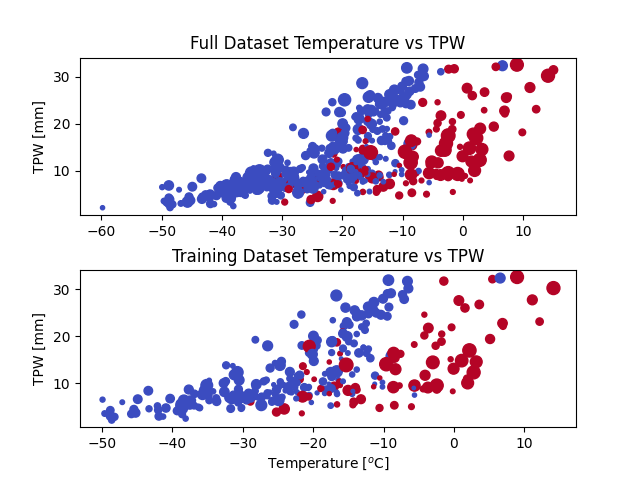 Full Dataset Temperature vs TPW
TPW [mm]
30
20
10
−60 −50 −40 −30 −20 −10 0 10
Training Dataset Temperature vs TPW
TPW [mm]
30
20
10
−50 −40 −30 −20 −10 0 10
Temperature [°C]